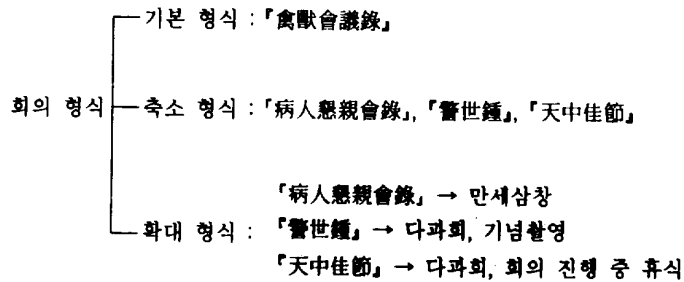 기본 형식 : 『禽獸會議錄』
회의 형식 축소 형식 : 「病人懇親會錄」, 『警世鍾』, 『天中佳節』
「病人懇親會錄」 → 만세삼창
확대 형식 : 『警世鍾』 → 다과회, 기념촬영
『天中佳節』 → 다과회, 회의 진행 중 휴식